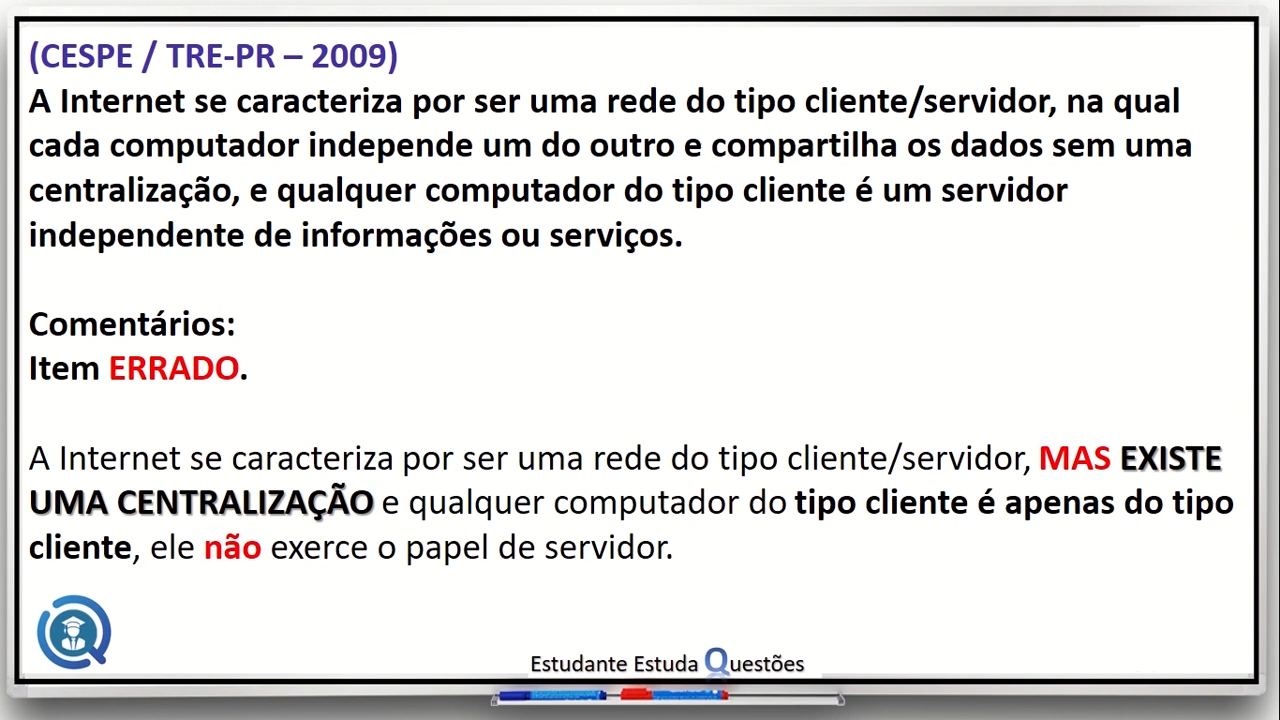 (CESPE / TRE-PR – 2009)
A Internet se caracteriza por ser uma rede do tipo cliente/servidor, na qual
cada computador independe um do outro e compartilha os dados sem uma
centralização, e qualquer computador do tipo cliente é um servidor
independente de informações ou serviços.
Comentários:
Item ERRADO.
A Internet se caracteriza por ser uma rede do tipo cliente/servidor, MAS EXISTE
UMA CENTRALIZAÇÃO e qualquer computador do tipo cliente é apenas do tipo
cliente, ele não exerce o papel de servidor.
Estudante Estuda Questões